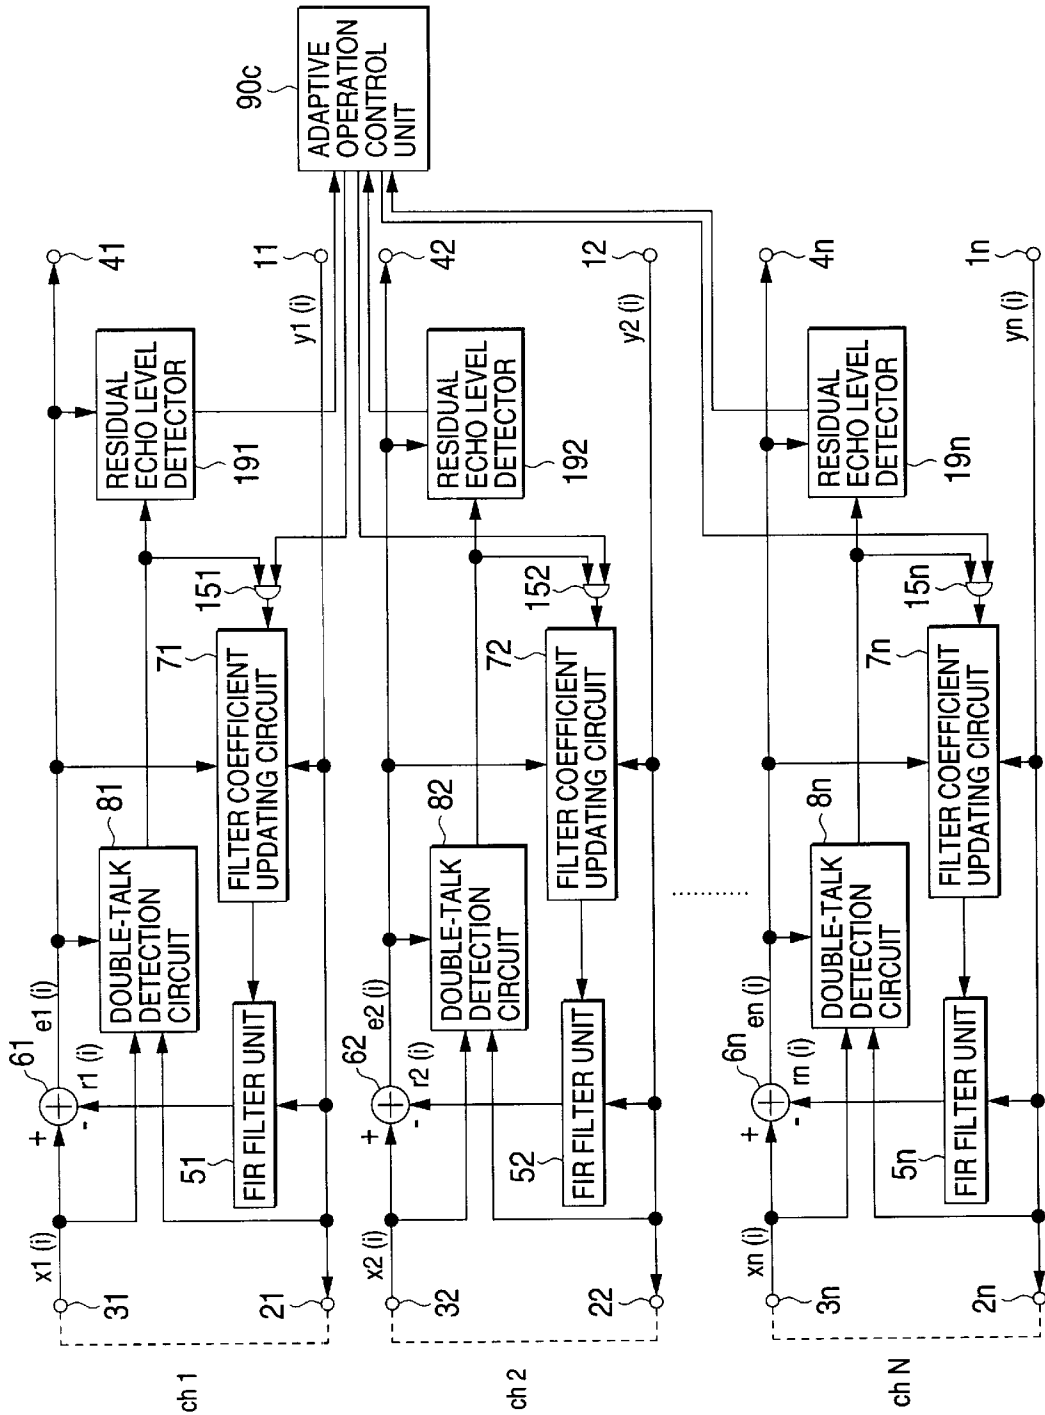 90c
ADAPTIVE
OPERATION
CONTROL
UNIT
ch 1
x1 (i)
31
21
+
-
61
r1 (i)
e1 (i)
51
FIR FILTER UNIT
81
DOUBLE-TALK
DETECTION
CIRCUIT
71
FILTER COEFFICIENT
UPDATING CIRCUIT
151
RESIDUAL
ECHO LEVEL
DETECTOR
191
41
11
y1 (i)
ch 2
x2 (i)
32
22
+
-
62
r2 (i)
e2 (i)
52
FIR FILTER UNIT
82
DOUBLE-TALK
DETECTION
CIRCUIT
72
FILTER COEFFICIENT
UPDATING CIRCUIT
152
RESIDUAL
ECHO LEVEL
DETECTOR
192
42
12
y2 (i)
ch N
xn (i)
3n
2n
+
-
6n
rn (i)
en (i)
5n
FIR FILTER UNIT
8n
DOUBLE-TALK
DETECTION
CIRCUIT
7n
FILTER COEFFICIENT
UPDATING CIRCUIT
15n
RESIDUAL
ECHO LEVEL
DETECTOR
19n
4n
1n
yn (i)